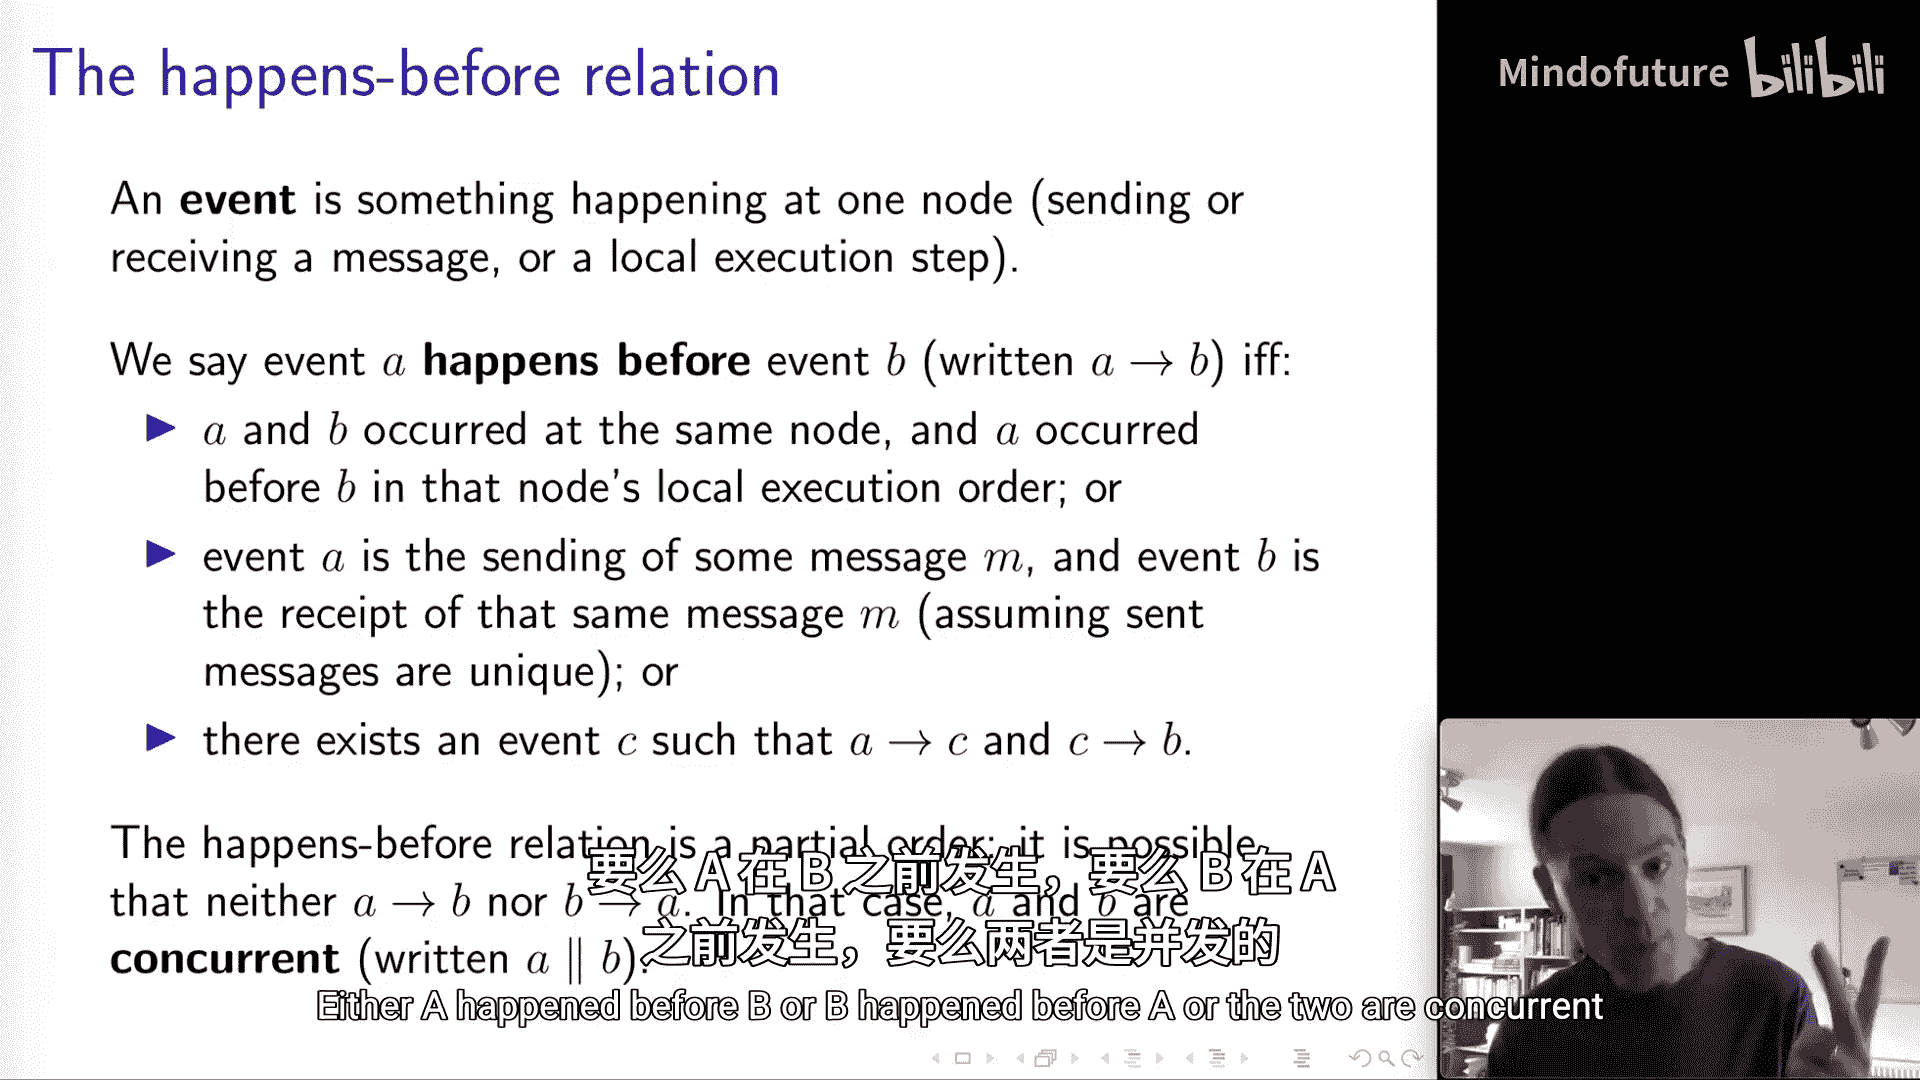 The happens-before relation
Mindofuture bilibili
An event is something happening at one node (sending or
receiving a message, or a local execution step).
We say event a happens before event b (written a → b) iff:
▶ a and b occurred at the same node, and a occurred
before b in that node's local execution order; or
▶ event a is the sending of some message m, and event b is
the receipt of that same message m (assuming sent
messages are unique); or
▶ there exists an event c such that a → c and c → b.
The happens-before relation is a partial order: it is possible
that neither a → b nor b → a. In that case, a and b are
concurrent (written a ∥ b).
要么 A 在 B 之前发生，要么 B 在 A
之前发生，要么两者是并发的
Either A happened before B or B happened before A or the two are concurrent